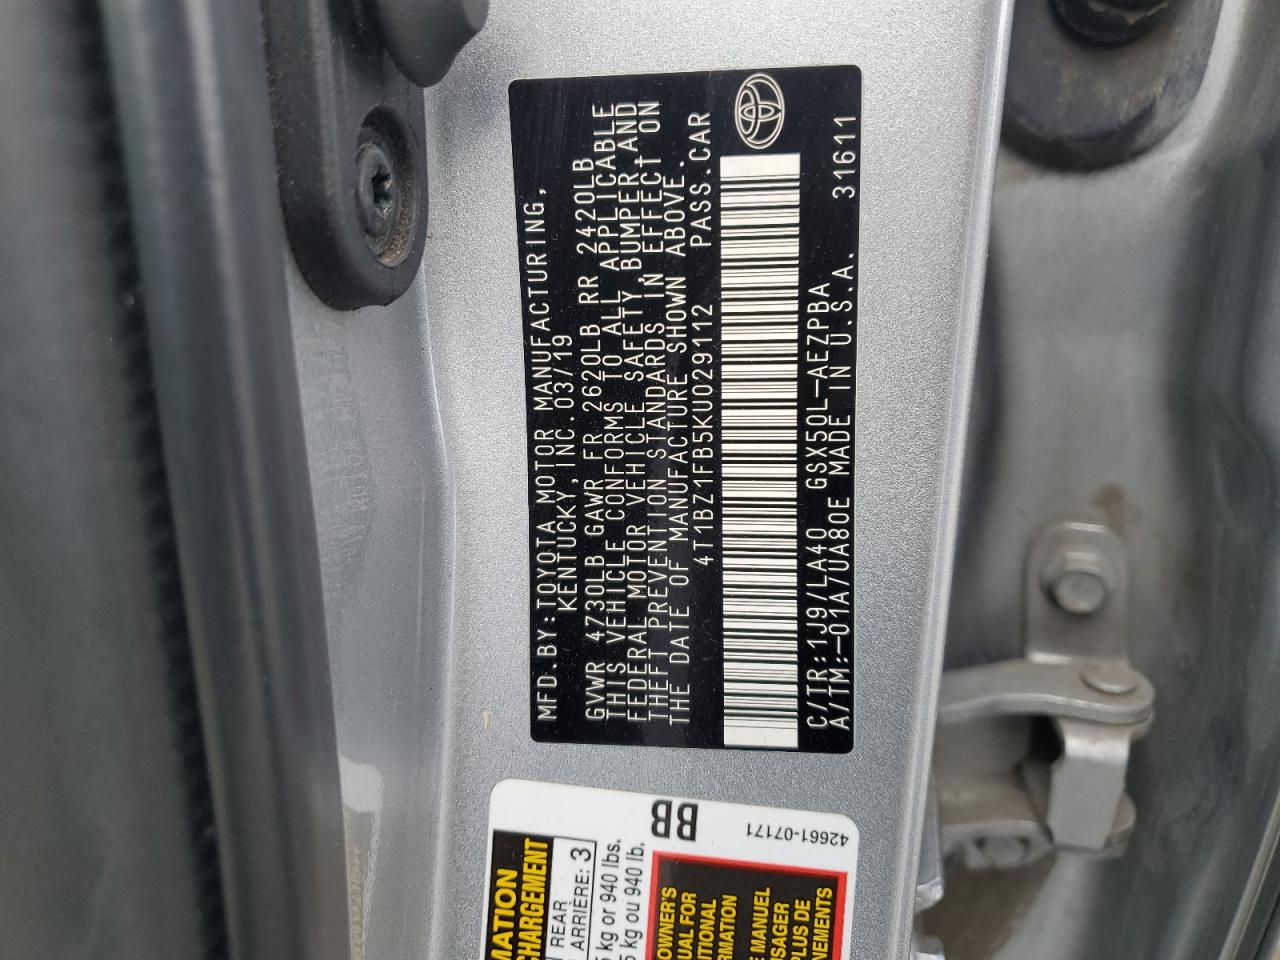 MFD.BY:TOYOTA MOTOR MANUFACTURING,
KENTUCKY,INC. 03/19
GVWR 4730LB GAWR FR 2620LB RR 2420LB
THIS VEHICLE CONFORMS TO ALL APPLICABLE
FEDERAL MOTOR VEHICLE SAFETY,BUMPER,AND
THEFT PREVENTION STANDARDS IN EFFECT ON
THE DATE OF MANUFACTURE SHOWN ABOVE.
4T1BZ1FB5KU029112 PASS.CAR
C/TR:1J9/LA40 GSX50L-AEZPBA
A/TM:-01A/UA80E MADE IN U.S.A. 31611
BB
42661-07171
MATION
CHARGEMENT
REAR
ARRIÈRE: 3
kg or 940 lbs.
kg ou 940 lb.
OWNER'S
UAL FOR
ITIONAL
RMATION
E MANUEL
USAGER
PLUS DE
NEMENTS